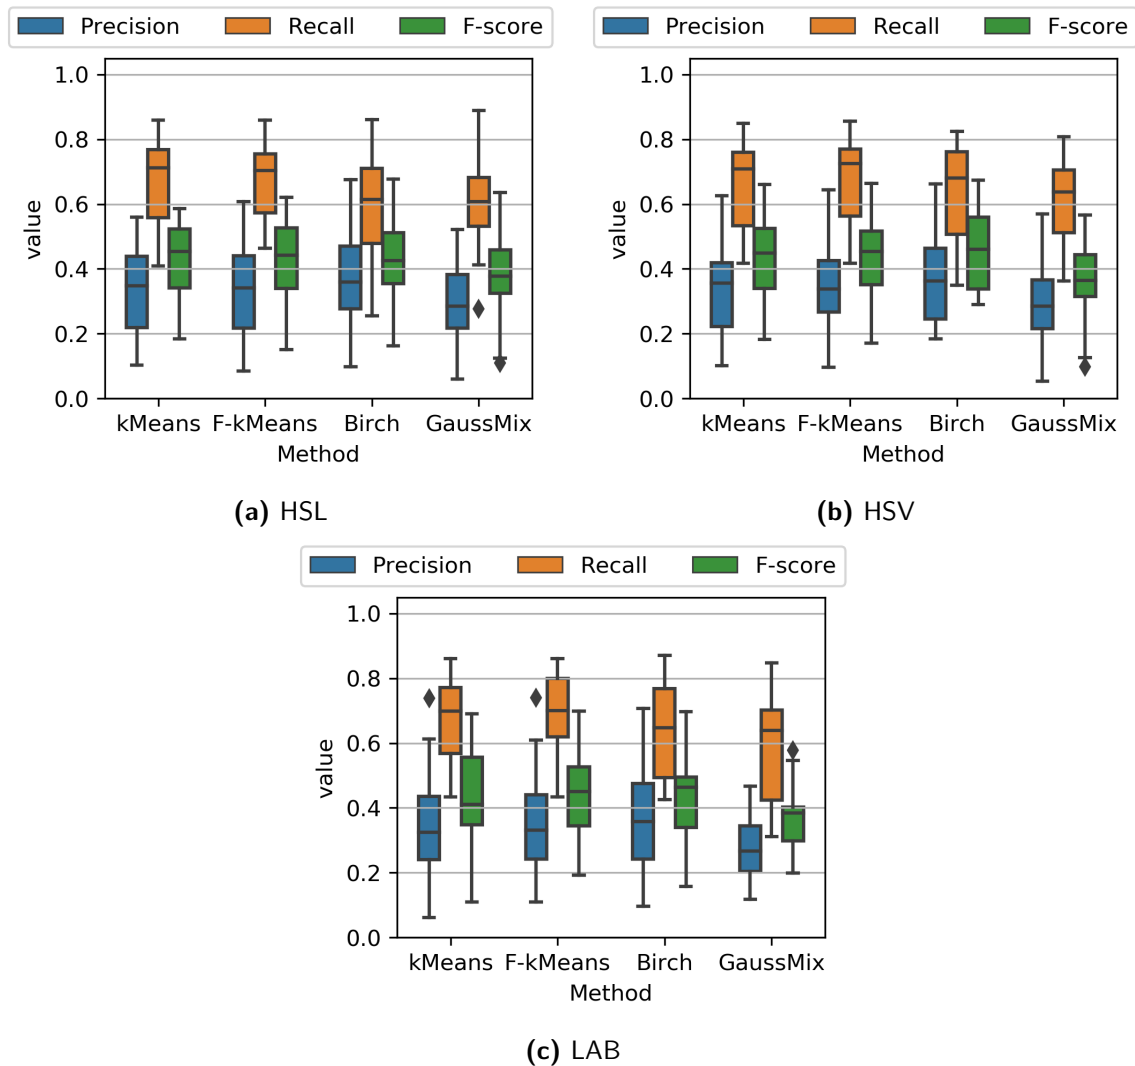 Precision Recall F-score
1.0
0.8
0.6
0.4
0.2
0.0
value
kMeans F-kMeans Birch GaussMix
Method
(a) HSL
Precision Recall F-score
1.0
0.8
0.6
0.4
0.2
0.0
value
kMeans F-kMeans Birch GaussMix
Method
(b) HSV
Precision Recall F-score
1.0
0.8
0.6
0.4
0.2
0.0
value
kMeans F-kMeans Birch GaussMix
Method
(c) LAB